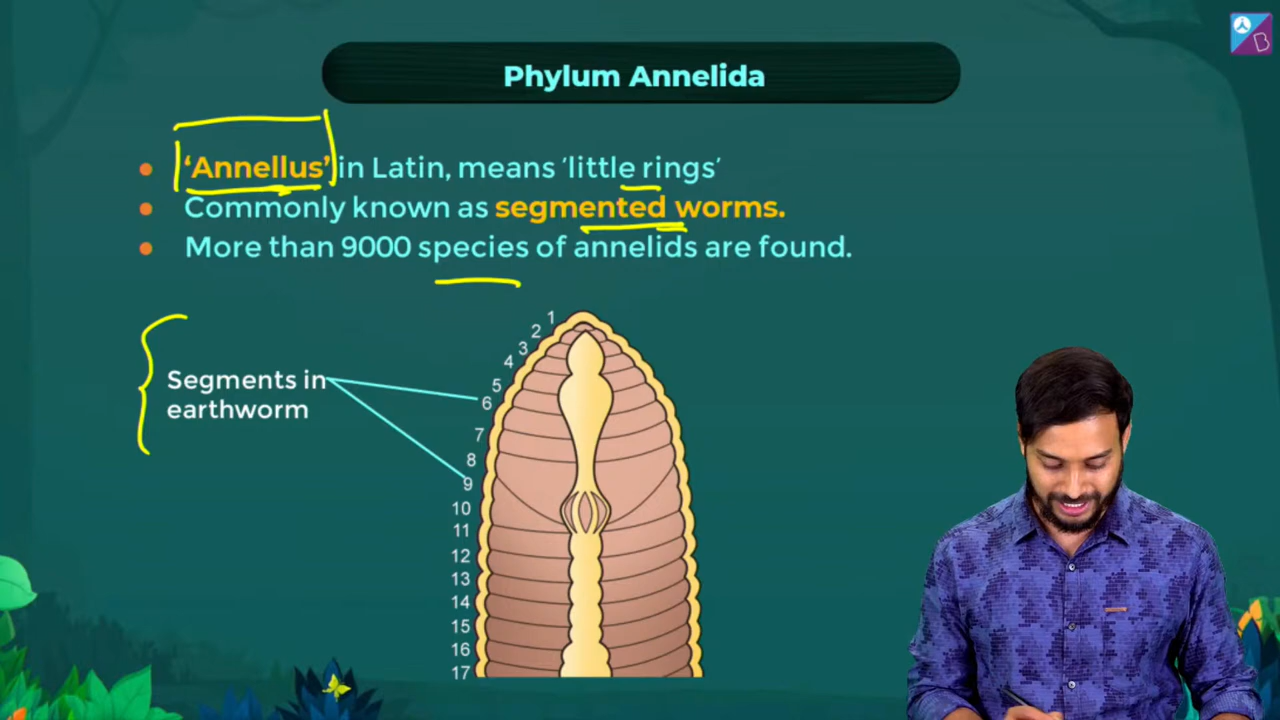 Phylum Annelida
• 'Annellus' in Latin, means 'little rings'
• Commonly known as segmented worms.
• More than 9000 species of annelids are found.
Segments in
earthworm
1
2
3
4
5
6
7
8
9
10
11
12
13
14
15
16
17
B